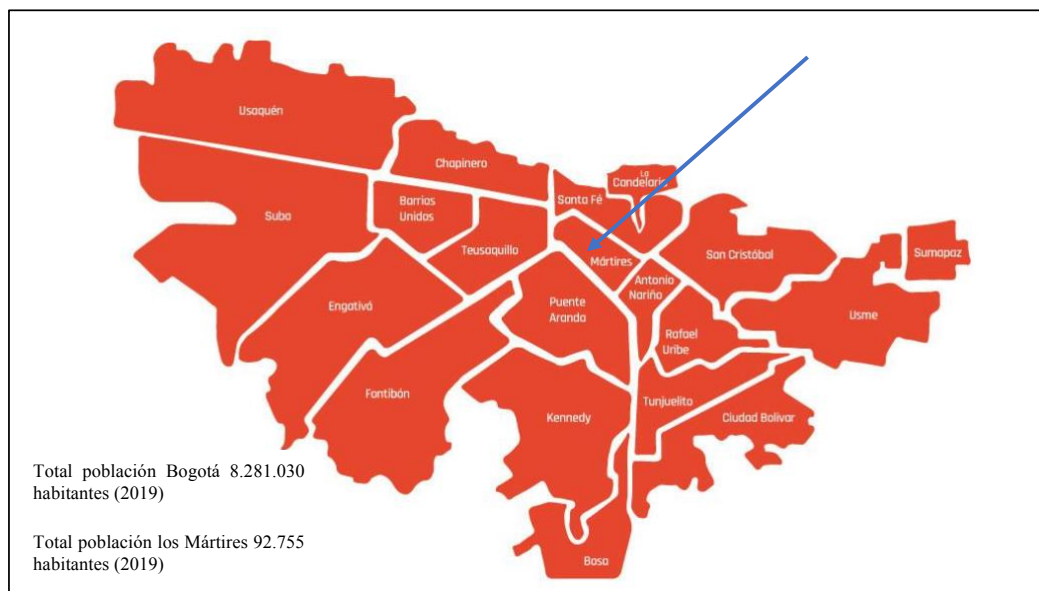 Usaquén
Chapinero
La
Candelaria
Santa Fé
Barrios
Unidos
Suba
Teusaquillo
Mártires
San Cristóbal
Sumapaz
Antonio
Nariño
Engativá
Puente
Aranda
Usme
Rafael
Uribe
Fontibón
Tunjuelito
Kennedy
Ciudad Bolivar
Bosa
Total población Bogotá 8.281.030
habitantes (2019)
Total población los Mártires 92.755
habitantes (2019)